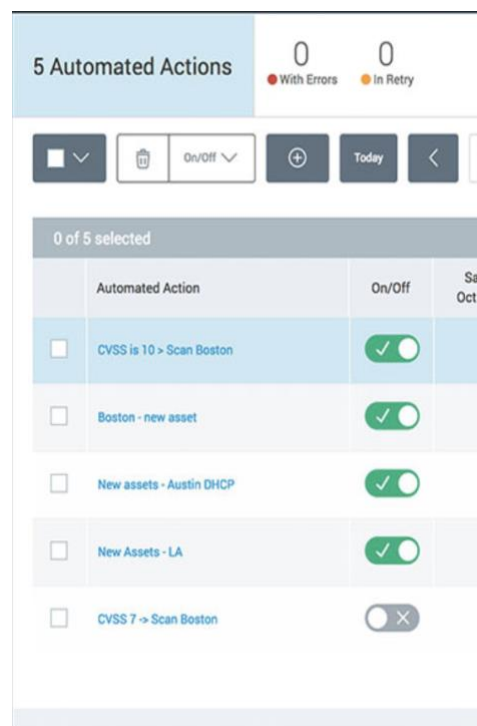 5 Automated Actions
0
With Errors
0
In Retry
On/Off
Today
0 of 5 selected
Automated Action
On/Off
CVSS is 10 > Scan Boston
Boston - new asset
New assets - Austin DHCP
New Assets - LA
CVSS 7 -> Scan Boston